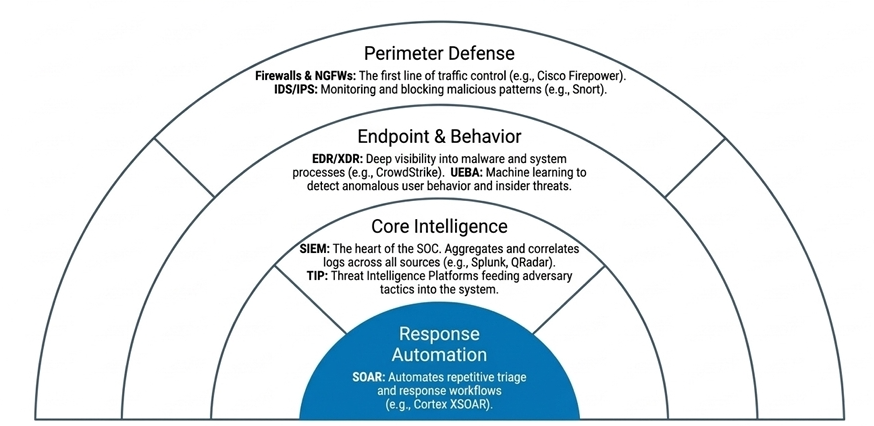 Perimeter Defense
Firewalls & NGFWs: The first line of traffic control (e.g., Cisco Firepower).
IDS/IPS: Monitoring and blocking malicious patterns (e.g., Snort).
Endpoint & Behavior
EDR/XDR: Deep visibility into malware and system
processes (e.g., CrowdStrike). UEBA: Machine learning to
detect anomalous user behavior and insider threats.
Core Intelligence
SIEM: The heart of the SOC. Aggregates and correlates
logs across all sources (e.g., Splunk, QRadar).
TIP: Threat Intelligence Platforms feeding adversary
tactics into the system.
Response
Automation
SOAR: Automates repetitive triage
and response workflows
(e.g., Cortex XSOAR).